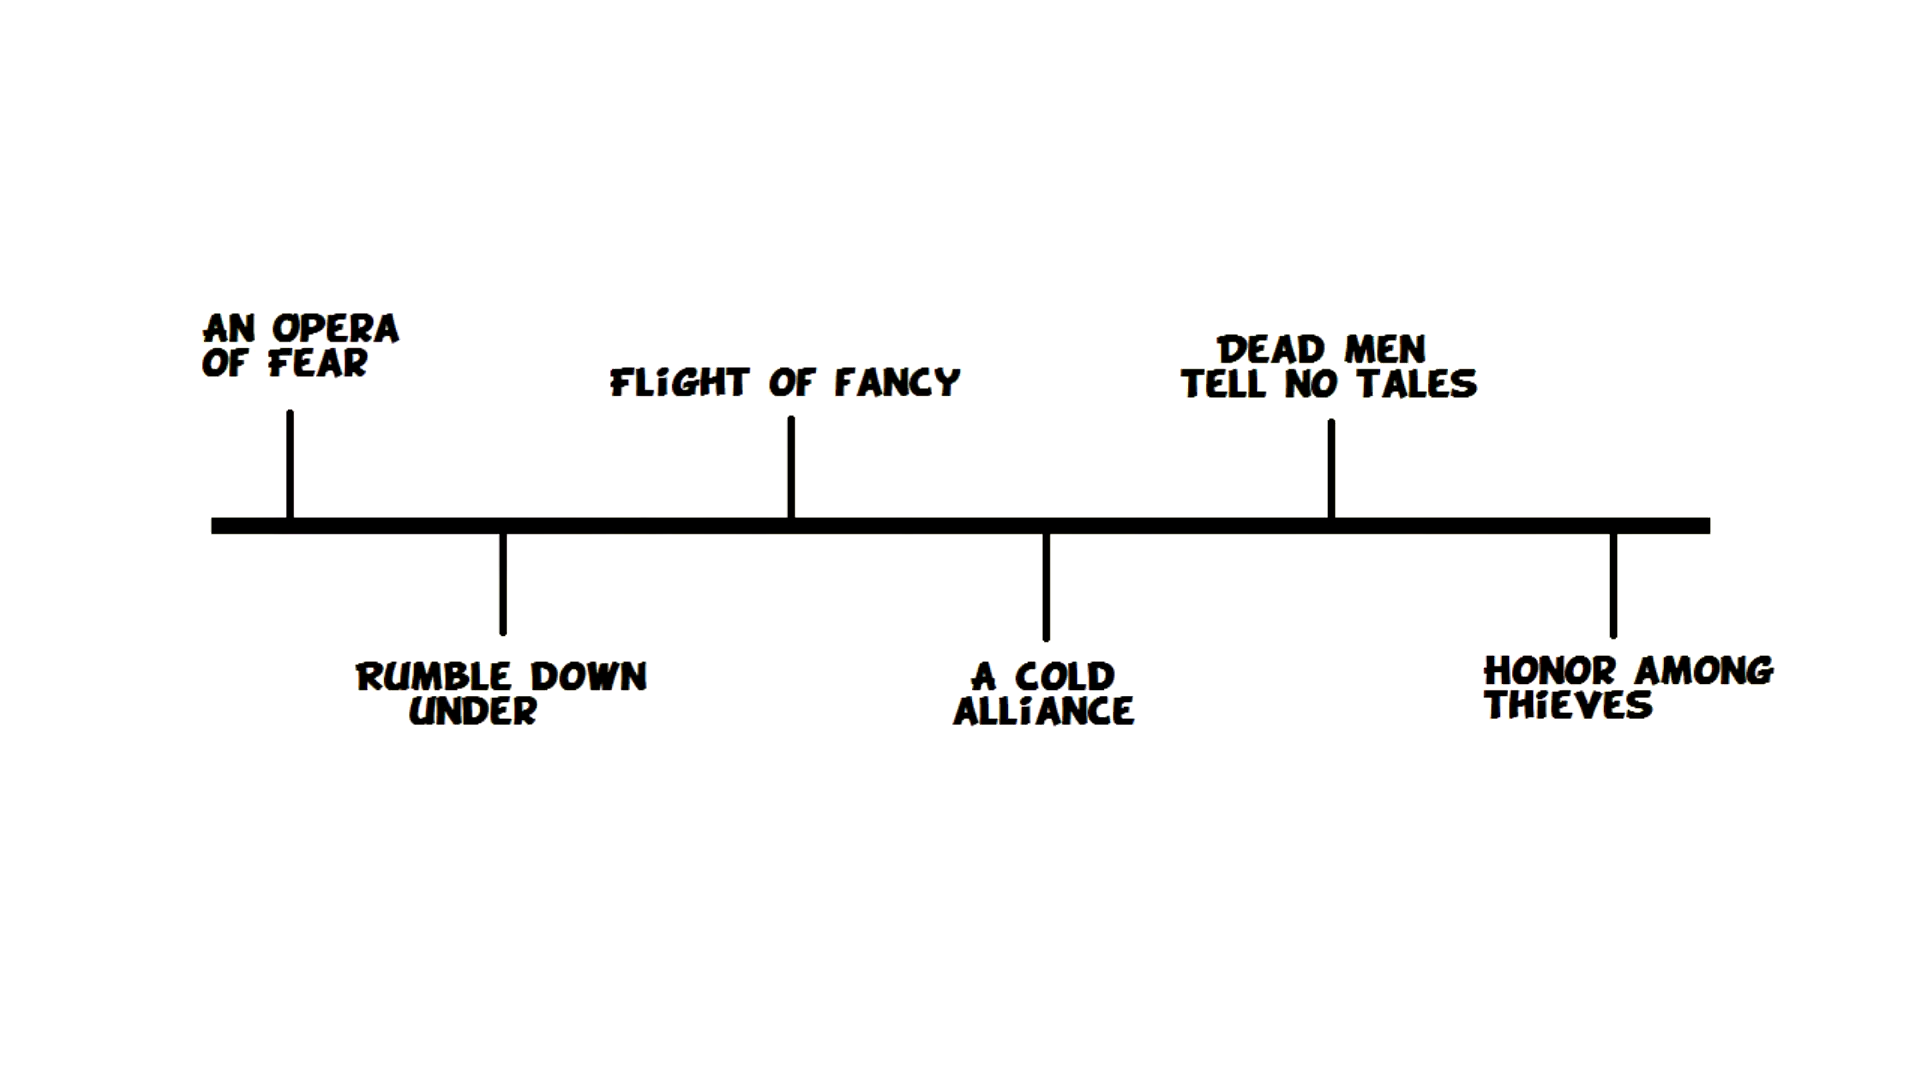 AN OPERA
OF FEAR
RUMBLE DOWN
UNDER
FLiGHT OF FANCY
A COLD
ALLiANCE
DEAD MEN
TELL NO TALES
HONOR AMONG
THiEVES